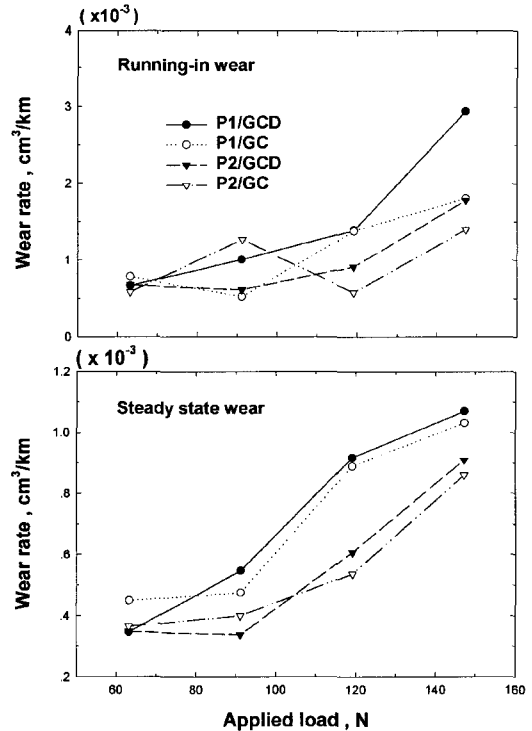 (x10-3)
4
Running-in wear
P1/GCD
P1/GC
P2/GCD
P2/GC
3
2
1
0
Wear rate , cm3/km
( x 10-3)
1.2
Steady state wear
1.0
.8
.6
.4
.2
Wear rate, cm3/km
60 80 100 120 140 160
Applied load , N